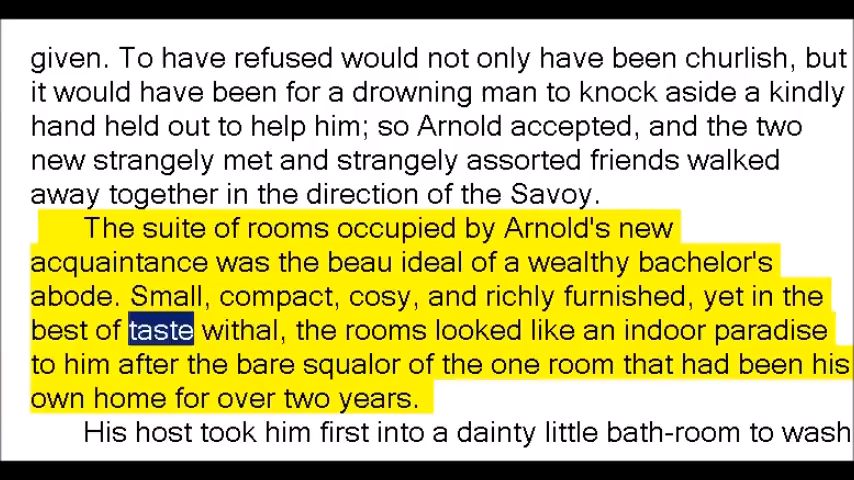 given. To have refused would not only have been churlish, but
it would have been for a drowning man to knock aside a kindly
hand held out to help him; so Arnold accepted, and the two
new strangely met and strangely assorted friends walked
away together in the direction of the Savoy.
The suite of rooms occupied by Arnold's new
acquaintance was the beau ideal of a wealthy bachelor's
abode. Small, compact, cosy, and richly furnished, yet in the
best of taste withal, the rooms looked like an indoor paradise
to him after the bare squalor of the one room that had been his
own home for over two years.
His host took him first into a dainty little bath-room to wash